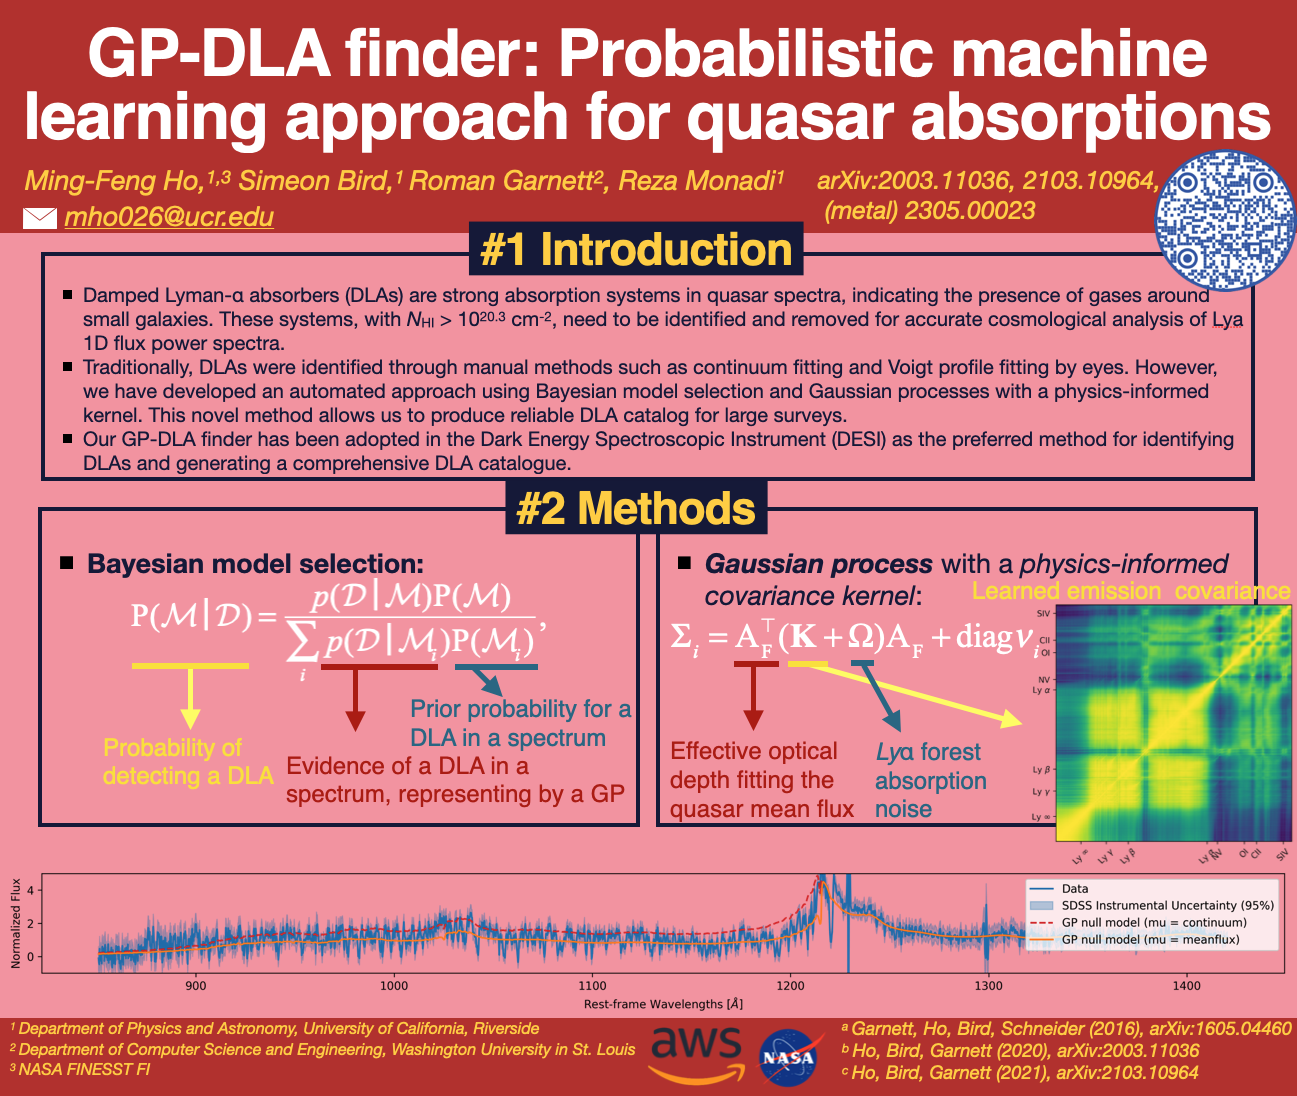 GP-DLA finder: Probabilistic machine
learning approach for quasar absorptions
Ming-Feng Ho,1,3 Simeon Bird,1 Roman Garnett2, Reza Monadi1
mho026@ucr.edu
arXiv:2003.11036, 2103.10964,
(metal) 2305.00023
#1 Introduction
▪ Damped Lyman-α absorbers (DLAs) are strong absorption systems in quasar spectra, indicating the presence of gases around
small galaxies. These systems, with NHI > 10^20.3 cm^-2, need to be identified and removed for accurate cosmological analysis of Lya
1D flux power spectra.
▪ Traditionally, DLAs were identified through manual methods such as continuum fitting and Voigt profile fitting by eyes. However,
we have developed an automated approach using Bayesian model selection and Gaussian processes with a physics-informed
kernel. This novel method allows us to produce reliable DLA catalog for large surveys.
▪ Our GP-DLA finder has been adopted in the Dark Energy Spectroscopic Instrument (DESI) as the preferred method for identifying
DLAs and generating a comprehensive DLA catalogue.
#2 Methods
▪ Bayesian model selection:
P(ℳ|𝒟) = p(𝒟|ℳ)P(ℳ) / ∑_i p(𝒟|ℳ_i)P(ℳ_i),
Probability of
detecting a DLA
Evidence of a DLA in a
spectrum, representing by a GP
Prior probability for a
DLA in a spectrum
▪ Gaussian process with a physics-informed
covariance kernel:
Σ_i = A_F^⊤(K + Ω)A_F + diag ν_i
Effective optical
depth fitting the
quasar mean flux
Lyα forest
absorption
noise
Learned emission covariance
SIV
CII
OI
NV
Ly α
Ly β
Ly γ
Ly ∞
Ly ∞ Ly γ Ly β Ly α NV OI CII SIV
Normalized Flux
4
2
0
900 1000 1100 1200 1300 1400
Rest-frame Wavelengths [Å]
Data
SDSS Instrumental Uncertainty (95%)
GP null model (mu = continuum)
GP null model (mu = meanflux)
1 Department of Physics and Astronomy, University of California, Riverside
2 Department of Computer Science and Engineering, Washington University in St. Louis
3 NASA FINESST FI
aws
NASA
a Garnett, Ho, Bird, Schneider (2016), arXiv:1605.04460
b Ho, Bird, Garnett (2020), arXiv:2003.11036
c Ho, Bird, Garnett (2021), arXiv:2103.10964